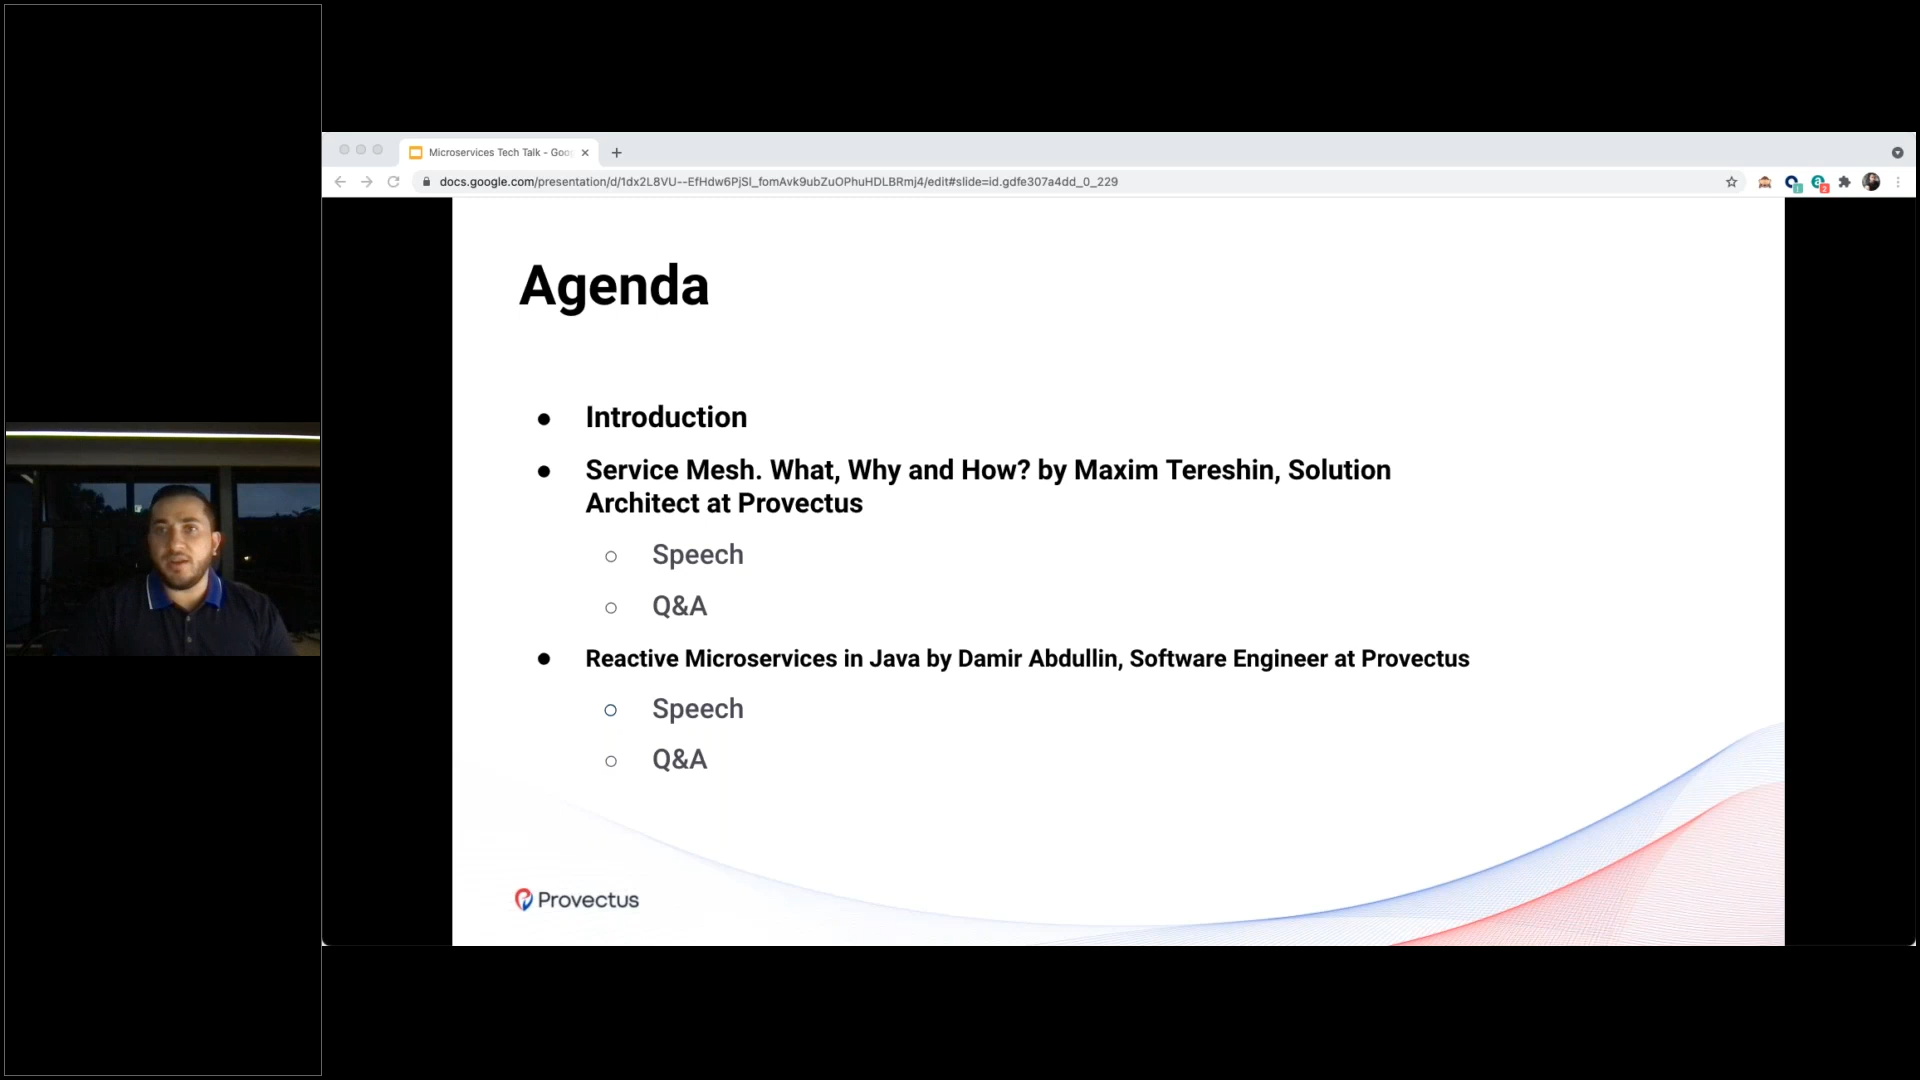 Microservices Tech Talk - Goo
docs.google.com/presentation/d/1dx2L8VU--EfHdw6PjSl_fomAvk9ubZuOPhuHDLBRmj4/edit#slide=id.gdfe307a4dd_0_229
2
Agenda
● Introduction
● Service Mesh. What, Why and How? by Maxim Tereshin, Solution
Architect at Provectus
○ Speech
○ Q&A
● Reactive Microservices in Java by Damir Abdullin, Software Engineer at Provectus
○ Speech
○ Q&A
Provectus